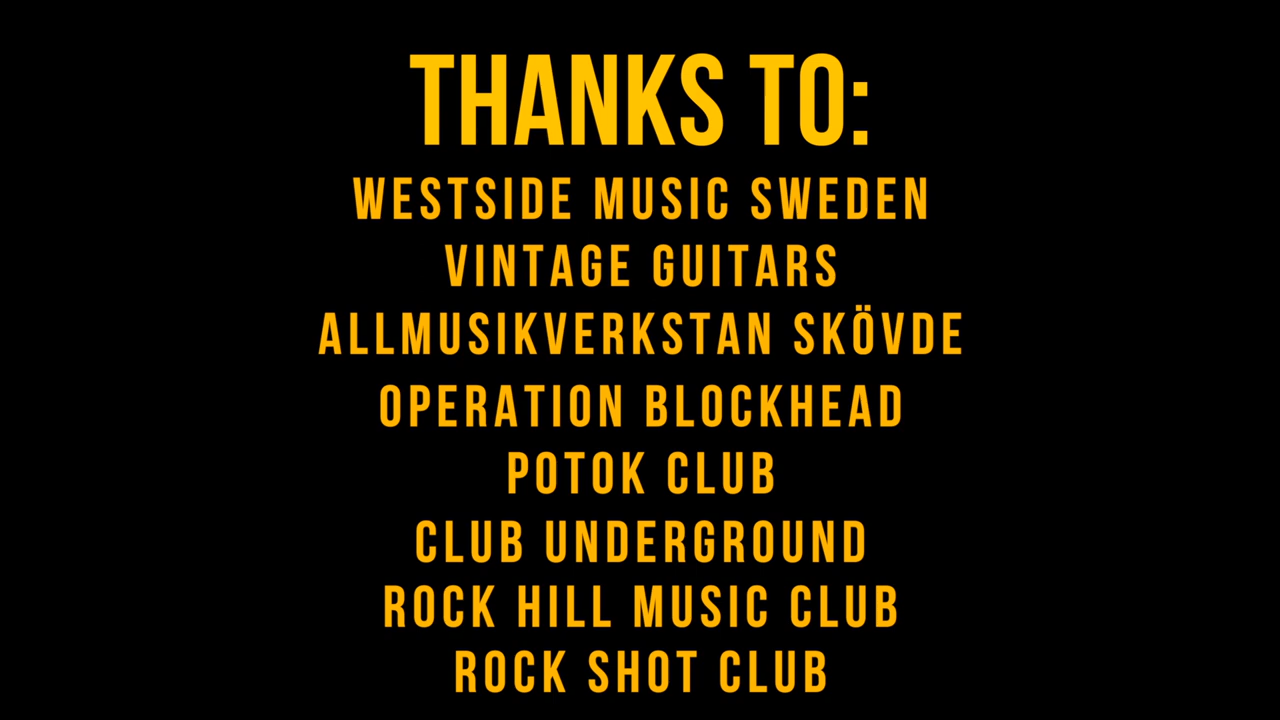 THANKS TO:
WESTSIDE MUSIC SWEDEN
VINTAGE GUITARS
ALLMUSIKVERKSTAN SKÖVDE
OPERATION BLOCKHEAD
POTOK CLUB
CLUB UNDERGROUND
ROCK HILL MUSIC CLUB
ROCK SHOT CLUB